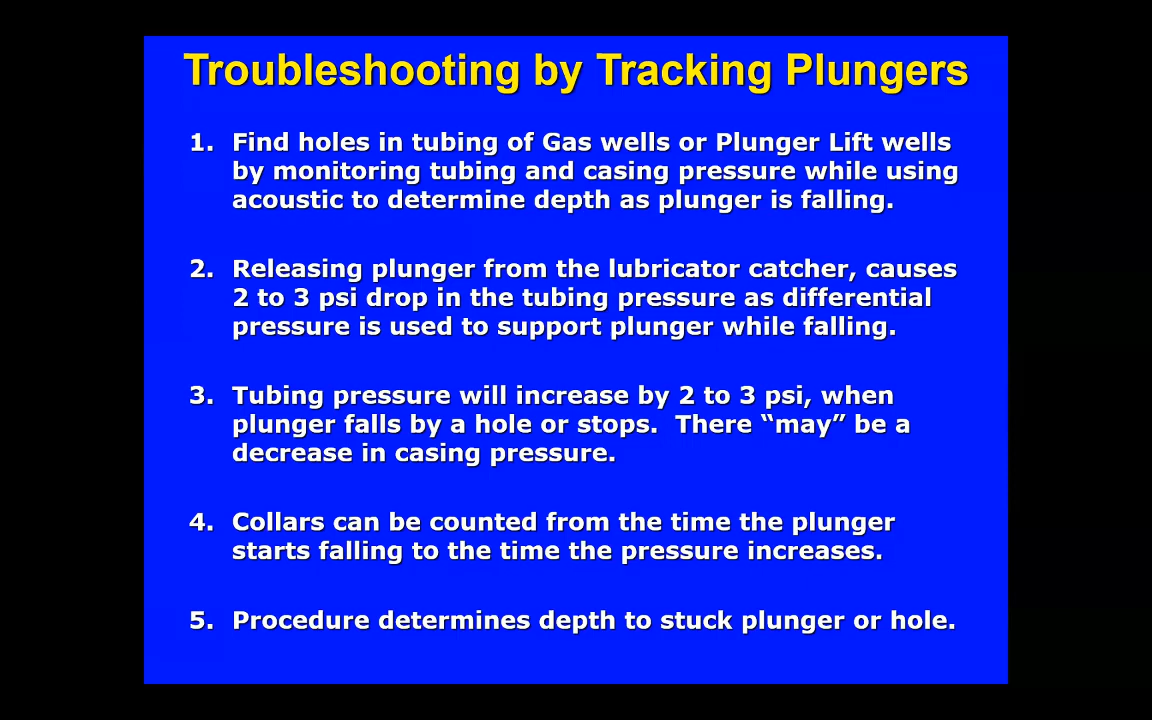 Troubleshooting by Tracking Plungers
1. Find holes in tubing of Gas wells or Plunger Lift wells
by monitoring tubing and casing pressure while using
acoustic to determine depth as plunger is falling.
2. Releasing plunger from the lubricator catcher, causes
2 to 3 psi drop in the tubing pressure as differential
pressure is used to support plunger while falling.
3. Tubing pressure will increase by 2 to 3 psi, when
plunger falls by a hole or stops. There “may” be a
decrease in casing pressure.
4. Collars can be counted from the time the plunger
starts falling to the time the pressure increases.
5. Procedure determines depth to stuck plunger or hole.